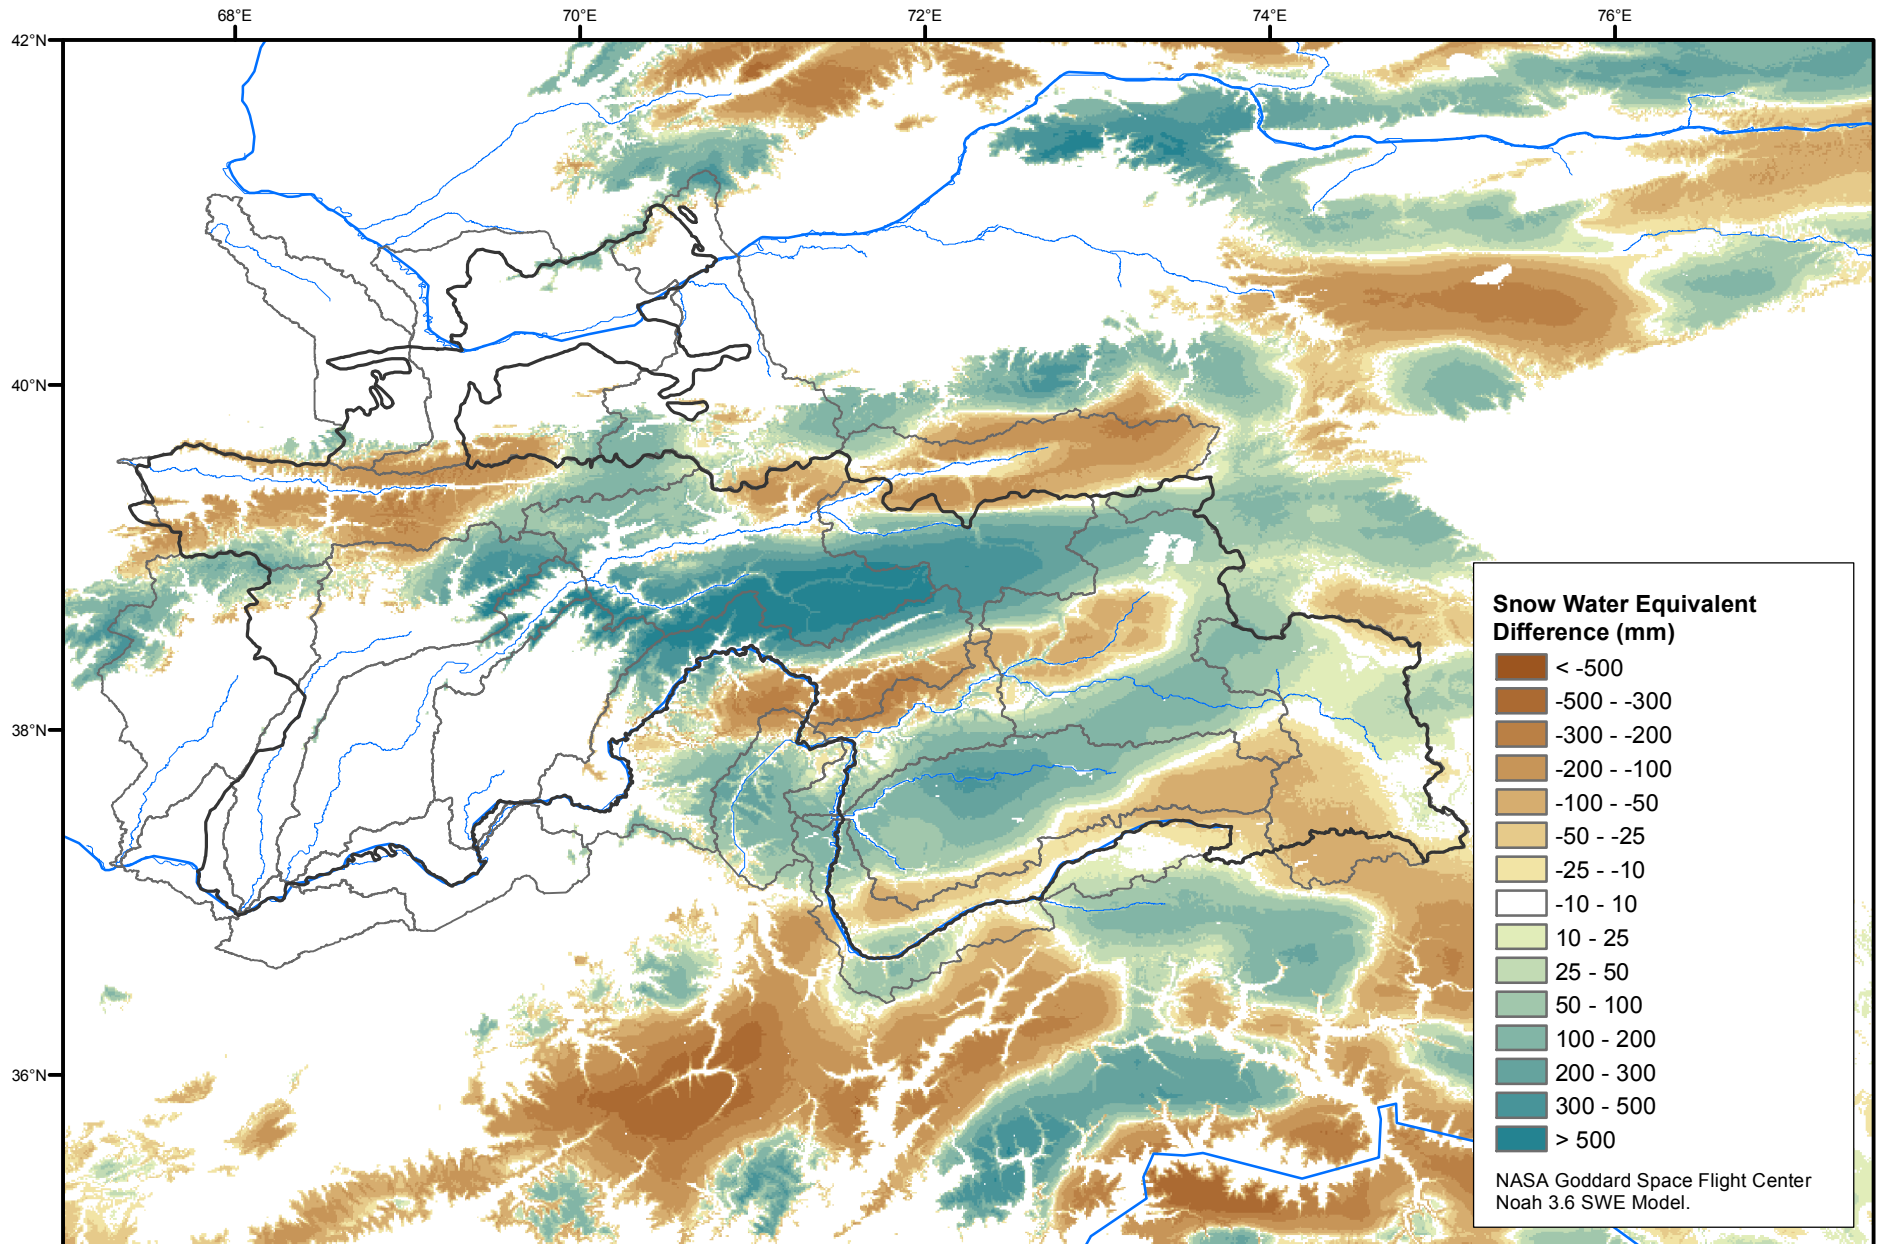 68°E
70°E
72°E
74°E
76°E
42°N
40°N
38°N
36°N
Snow Water Equivalent
Difference (mm)
< -500
-500 - -300
-300 - -200
-200 - -100
-100 - -50
-50 - -25
-25 - -10
-10 - 10
10 - 25
25 - 50
50 - 100
100 - 200
200 - 300
300 - 500
> 500
NASA Goddard Space Flight Center
Noah 3.6 SWE Model.